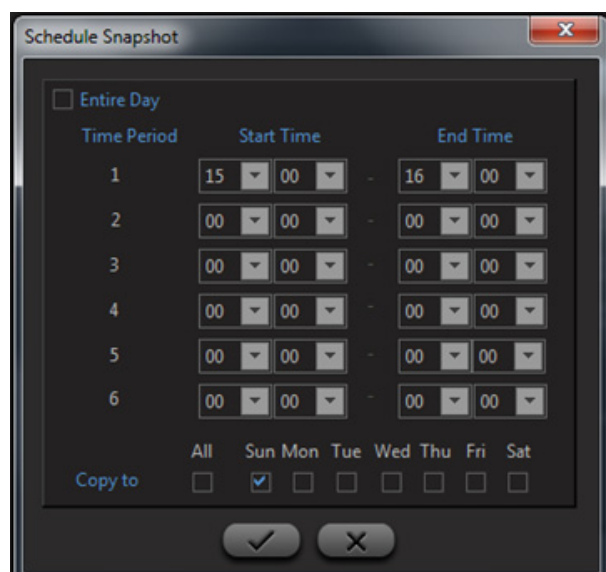 Schedule Snapshot
Entire Day
Time Period Start Time End Time
1 15 00 - 16 00
2 00 00 - 00 00
3 00 00 - 00 00
4 00 00 - 00 00
5 00 00 - 00 00
6 00 00 - 00 00
All Sun Mon Tue Wed Thu Fri Sat
Copy to